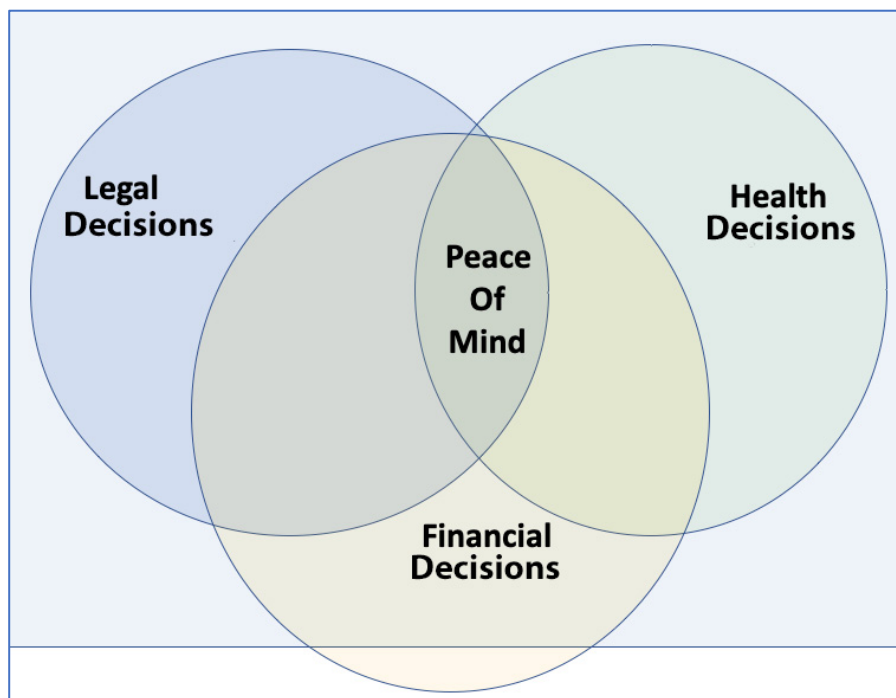 Legal
Decisions
Health
Decisions
Peace
Of
Mind
Financial
Decisions